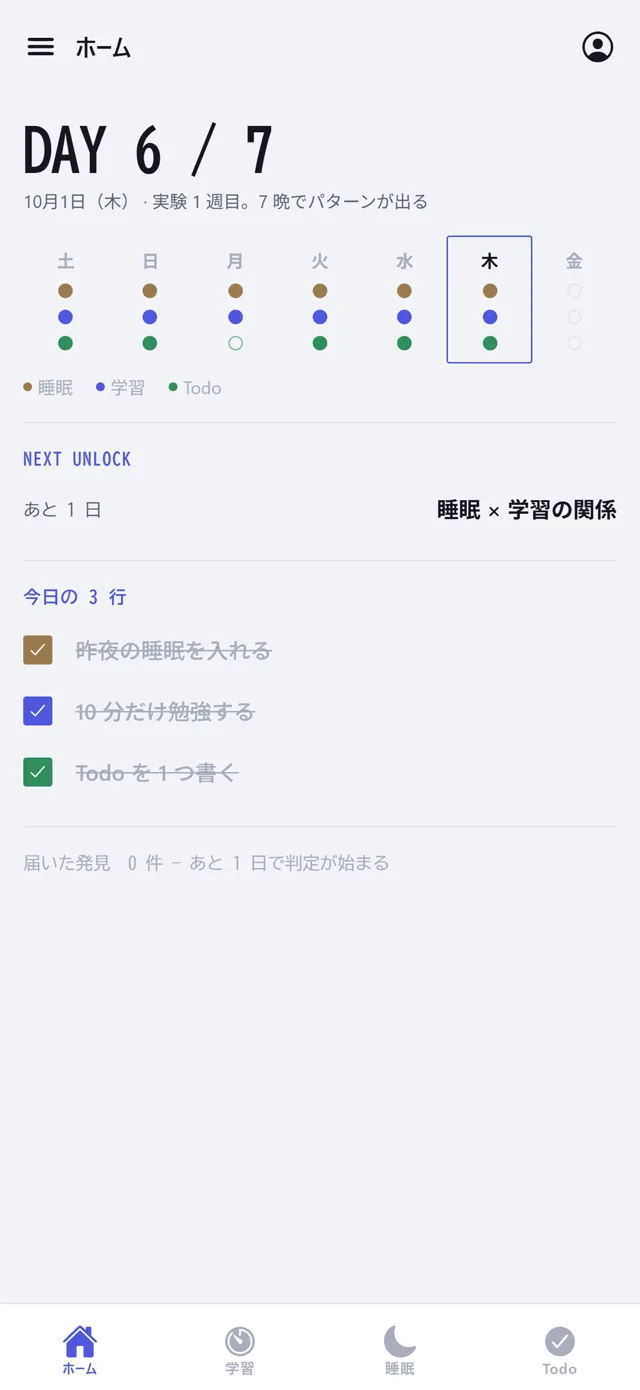 ホーム
DAY 6 / 7
10月1日（木）· 実験 1 週目。7 晩でパターンが出る
土 日 月 火 水 木 金
睡眠 学習 Todo
NEXT UNLOCK
あと 1 日 睡眠 × 学習の関係
今日の 3 行
昨夜の睡眠を入れる
10 分だけ勉強する
Todo を 1 つ書く
届いた発見 0 件 − あと 1 日で判定が始まる
ホーム 学習 睡眠 Todo